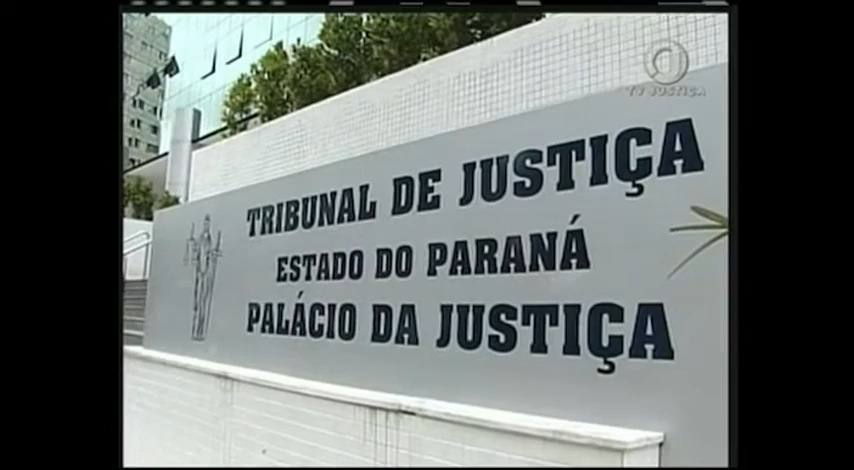 TV JUSTIÇA
TRIBUNAL DE JUSTIÇA
ESTADO DO PARANÁ
PALÁCIO DA JUSTIÇA